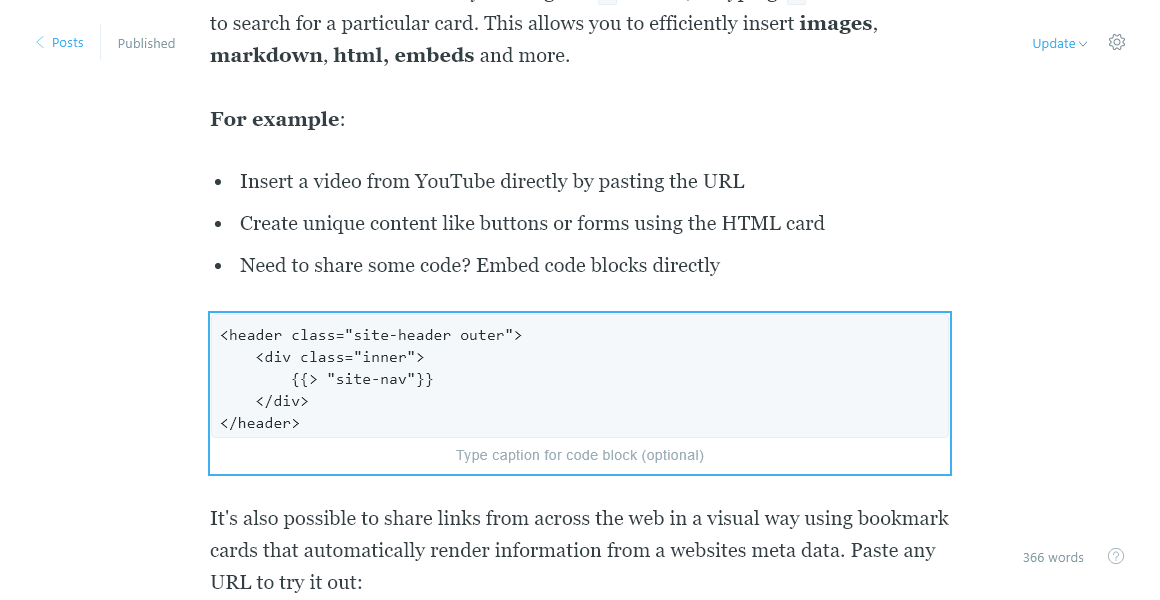 to search for a particular card. This allows you to efficiently insert images,
Posts
Published
Update
markdown, html, embeds and more.
For example:
• Insert a video from YouTube directly by pasting the URL
• Create unique content like buttons or forms using the HTML card
• Need to share some code? Embed code blocks directly
<header class="site-header outer">
    <div class="inner">
        {{> "site-nav"}}
    </div>
</header>
Type caption for code block (optional)
It's also possible to share links from across the web in a visual way using bookmark
cards that automatically render information from a websites meta data. Paste any
366 words
?
URL to try it out: